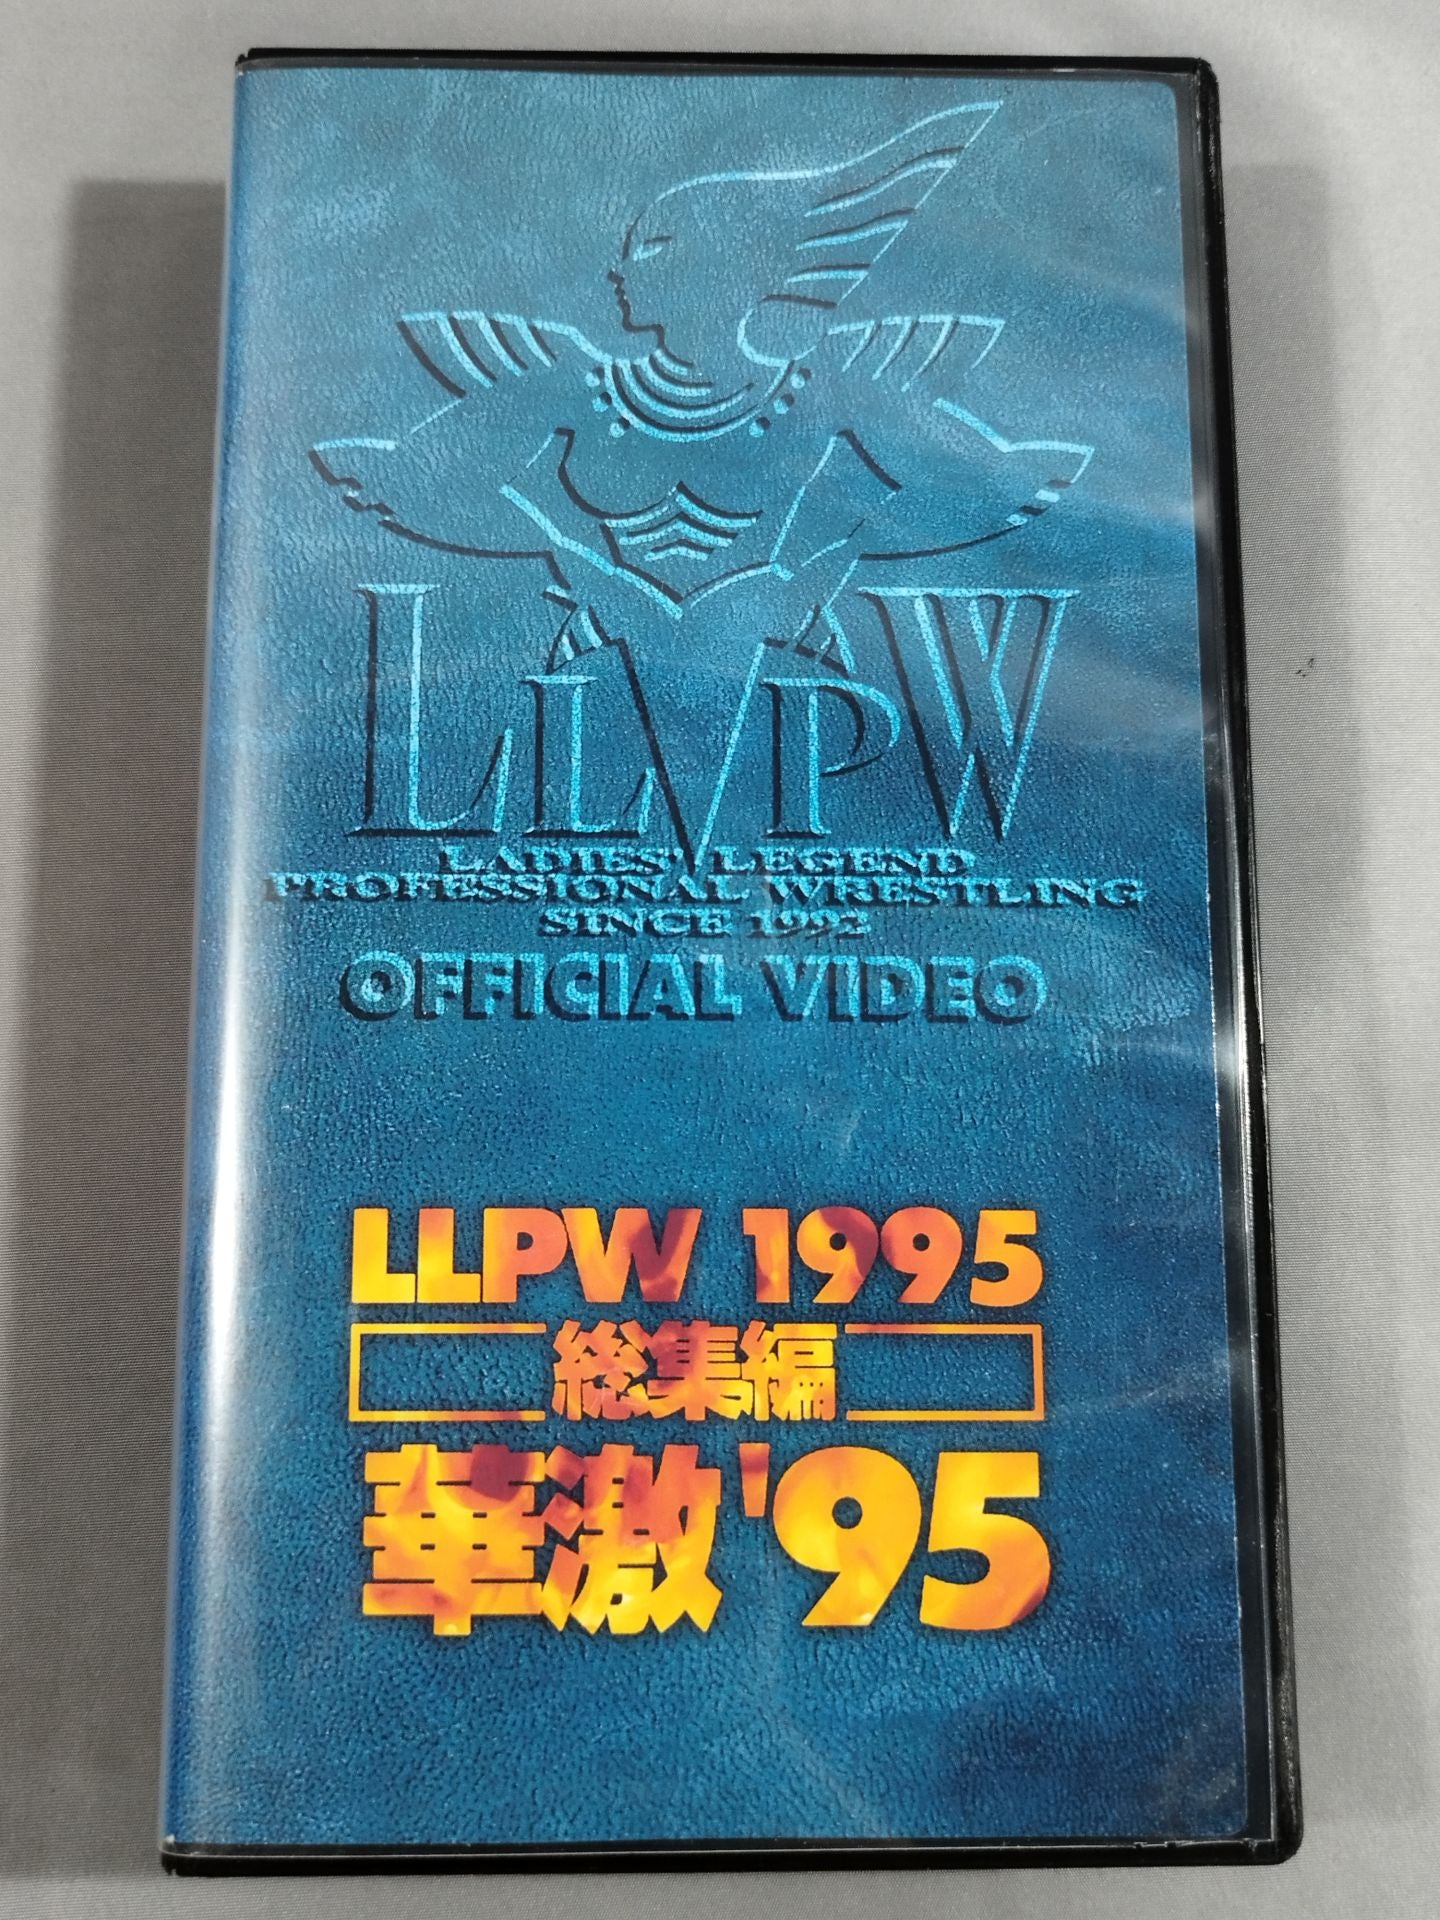 LLPW
LADIES' LEGEND
PROFESSIONAL WRESTLING
SINCE 1992
OFFICIAL VIDEO
LLPW 1995
総集編
華激'95